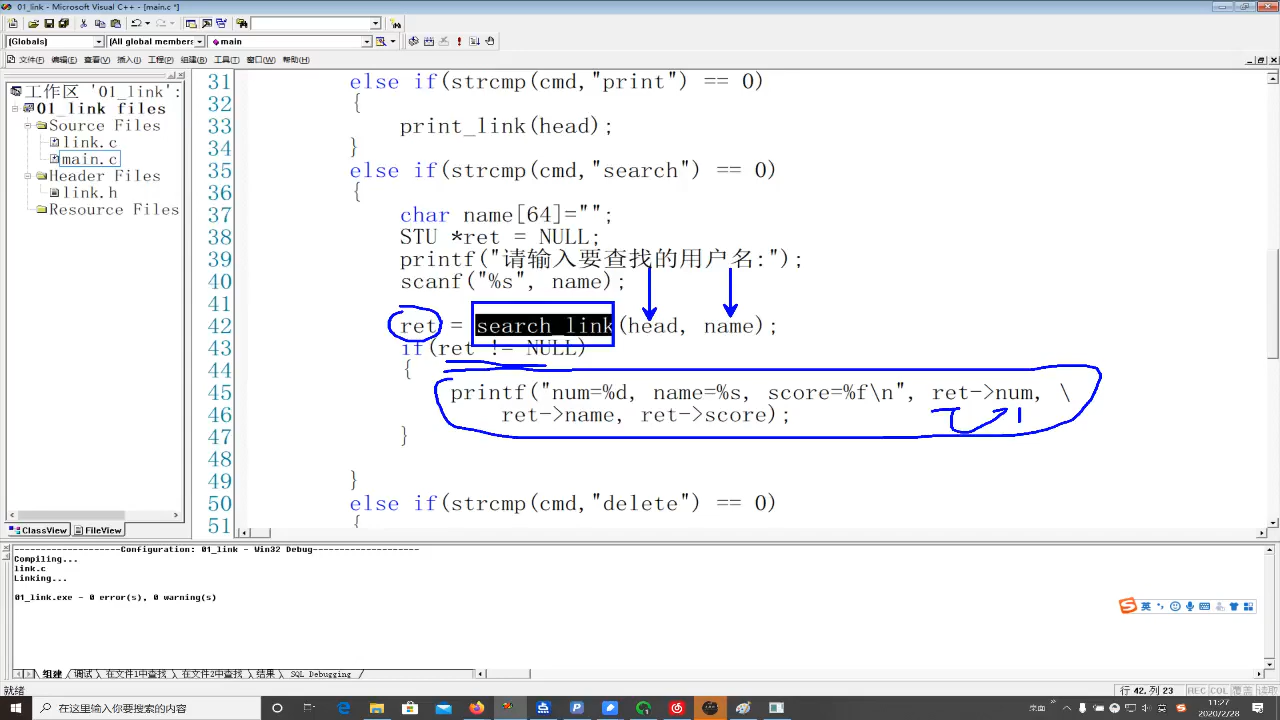 01_link - Microsoft Visual C++ - [main.c *]
(Globals) (All global members main
文件(F) 编辑(E) 查看(V) 插入(I) 工程(P) 组建(B) 工具(T) 窗口(W) 帮助(H)
工作区 '01_link':
01_link files
Source Files
link.c
main.c
Header Files
link.h
Resource Files
ClassView FileView
31 else if(strcmp(cmd,"print") == 0)
32 {
33 print_link(head);
34 }
35 else if(strcmp(cmd,"search") == 0)
36 {
37 char name[64]="";
38 STU *ret = NULL;
39 printf("请输入要查找的用户名:");
40 scanf("%s", name);
41
42 ret = search_link(head, name);
43 if(ret != NULL)
44 {
45 printf("num=%d, name=%s, score=%f\n", ret->num, \
46 ret->name, ret->score);
47 }
48
49 }
50 else if(strcmp(cmd,"delete") == 0)
51 {
--------------------Configuration: 01_link - Win32 Debug--------------------
Compiling...
link.c
Linking...
01_link.exe - 0 error(s), 0 warning(s)
英
组建 调试 在文件1中查找 在文件2中查找 结果 SQL Debugging
就绪 行 42, 列 23 REC COL 覆盖 读取
在这里输入你要搜索的内容 英 11:27
2020/2/28